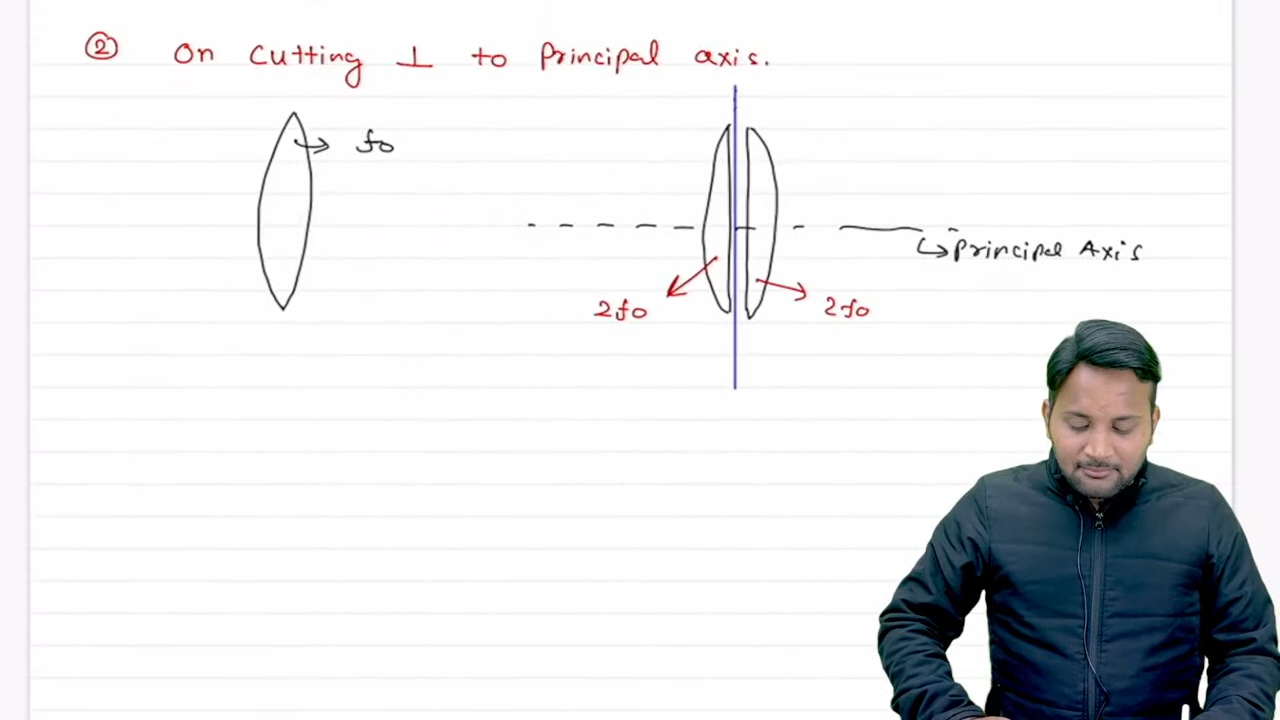 ② On cutting ⊥ to principal axis.
fo
Principal Axis
2fo
2fo